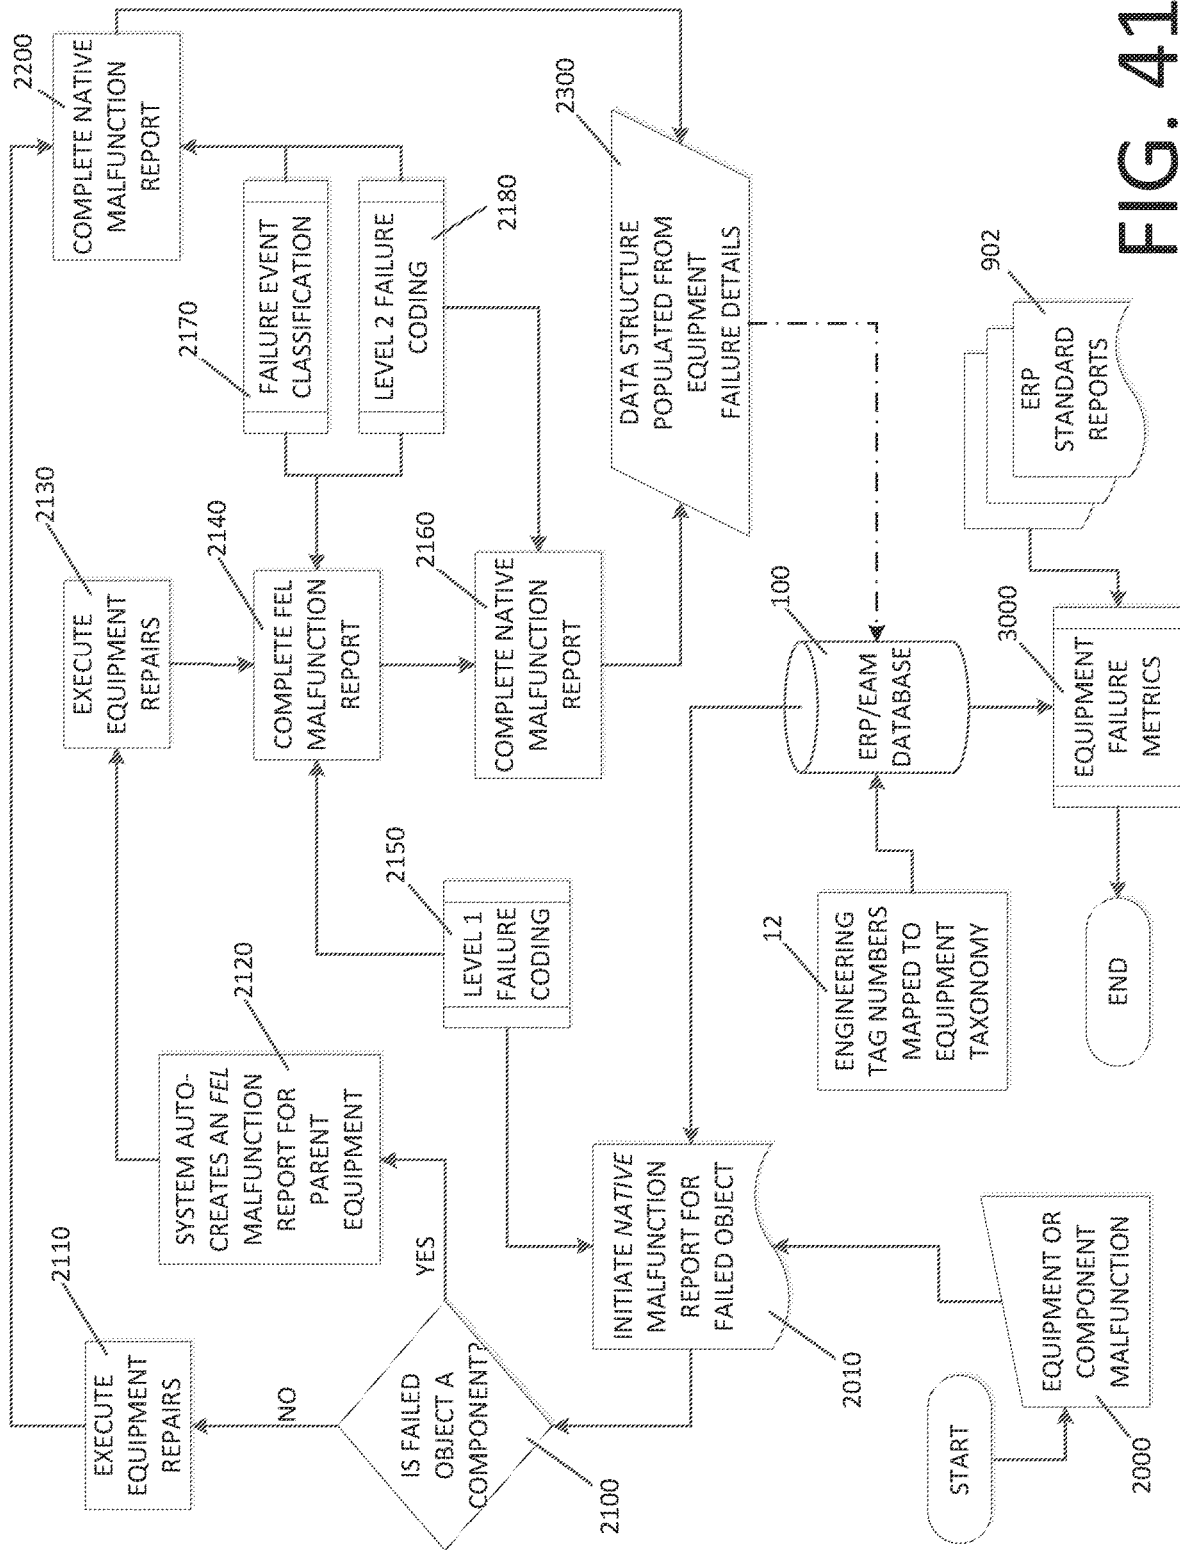 2110
EXECUTE
EQUIPMENT
REPAIRS
NO
IS FAILED
OBJECT A
COMPONENT?
2100
YES
SYSTEM AUTO-
CREATES AN FEL
MALFUNCTION
REPORT FOR
PARENT
EQUIPMENT
2120
EXECUTE
EQUIPMENT
REPAIRS
2130
COMPLETE NATIVE
MALFUNCTION
REPORT
2200
COMPLETE FEL
MALFUNCTION
REPORT
2140
FAILURE EVENT
CLASSIFICATION
2170
LEVEL 2 FAILURE
CODING
2180
LEVEL 1
FAILURE
CODING
2150
COMPLETE NATIVE
MALFUNCTION
REPORT
2160
INITIATE NATIVE
MALFUNCTION
REPORT FOR
FAILED OBJECT
2010
DATA STRUCTURE
POPULATED FROM
EQUIPMENT
FAILURE DETAILS
2300
ENGINEERING
TAG NUMBERS
MAPPED TO
EQUIPMENT
TAXONOMY
12
ERP/EAM
DATABASE
100
START
EQUIPMENT OR
COMPONENT
MALFUNCTION
2000
END
EQUIPMENT
FAILURE
METRICS
3000
ERP
STANDARD
REPORTS
902
FIG. 41